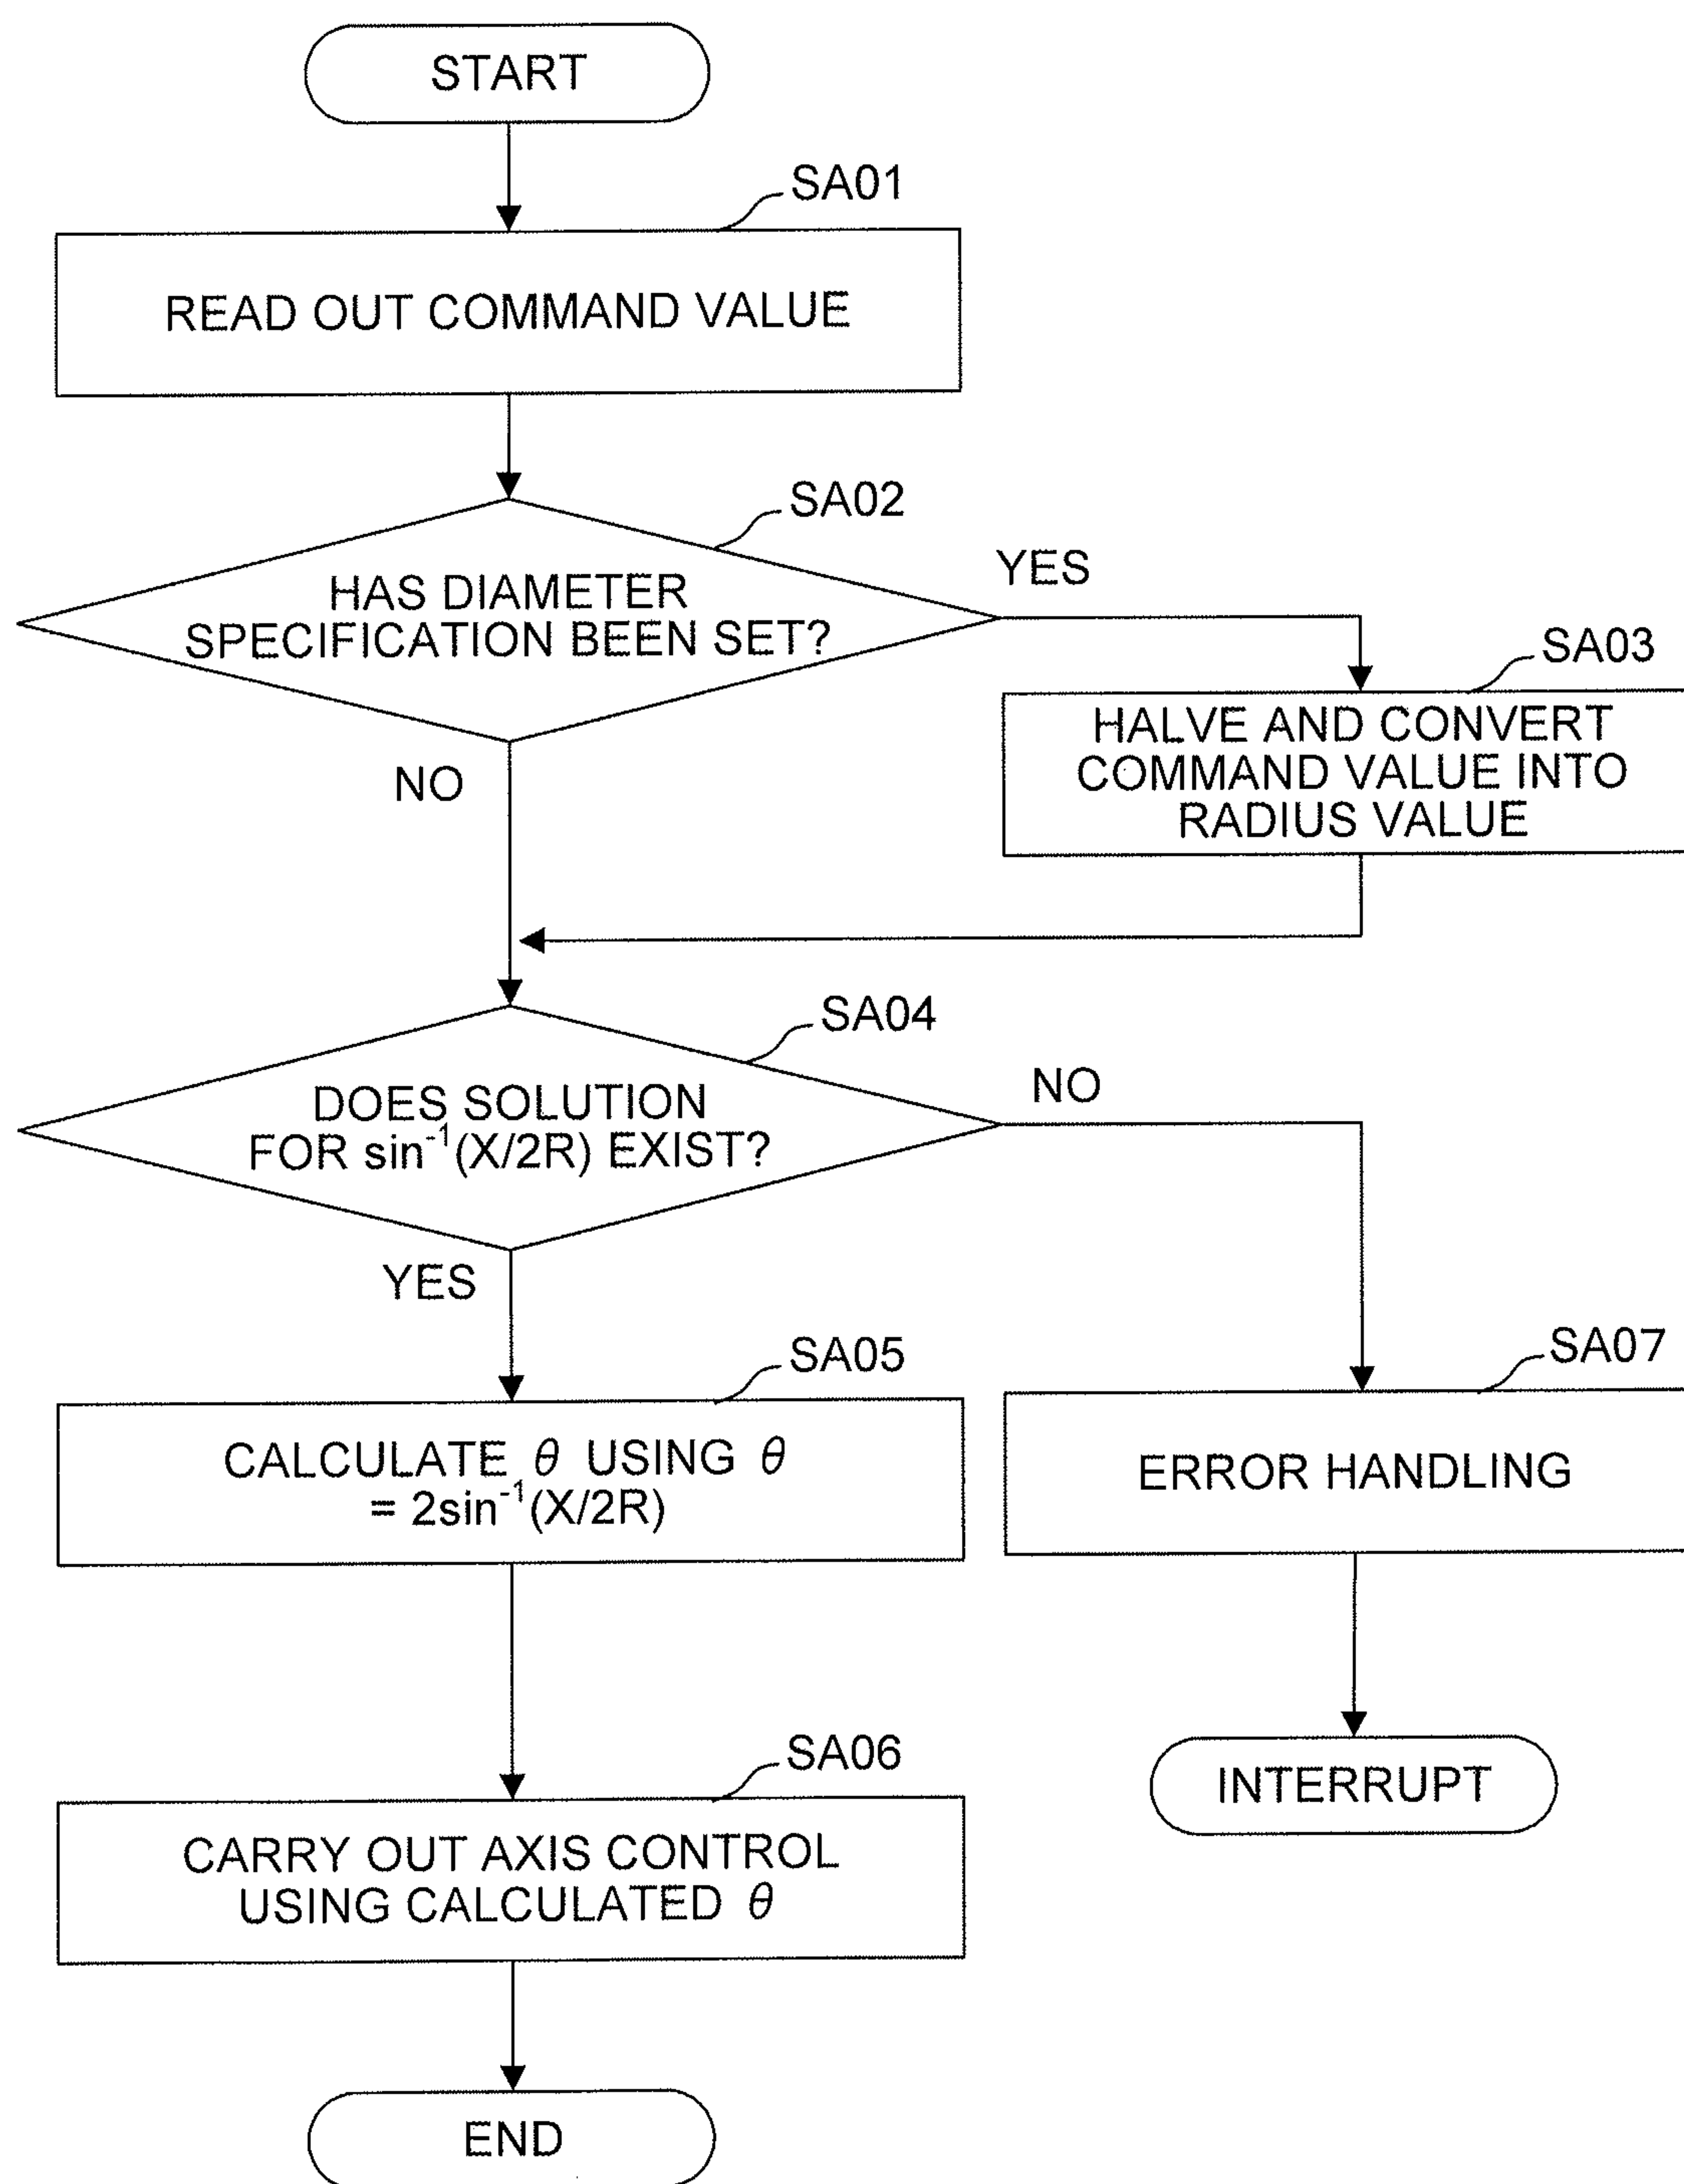 START
SA01
READ OUT COMMAND VALUE
SA02
HAS DIAMETER
SPECIFICATION BEEN SET?
YES
NO
SA03
HALVE AND CONVERT
COMMAND VALUE INTO
RADIUS VALUE
SA04
DOES SOLUTION
FOR sin⁻¹(X/2R) EXIST?
NO
YES
SA05
CALCULATE θ USING θ
= 2sin⁻¹(X/2R)
SA07
ERROR HANDLING
SA06
CARRY OUT AXIS CONTROL
USING CALCULATED θ
INTERRUPT
END